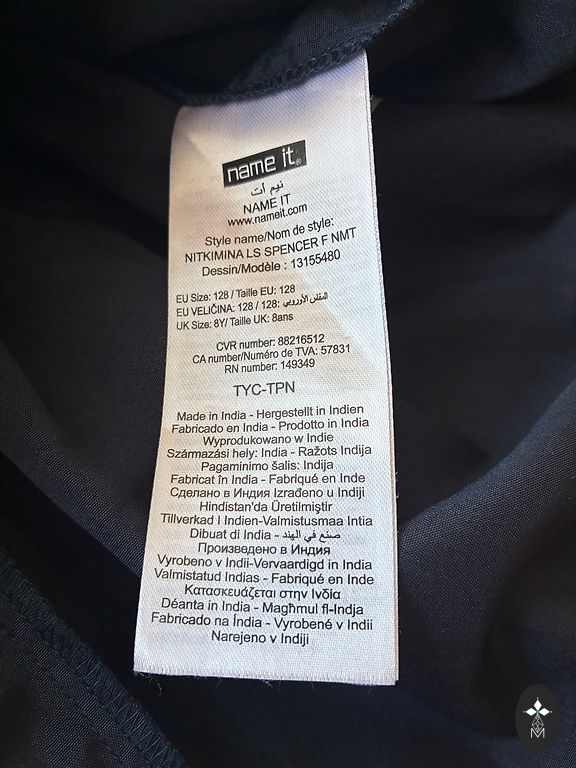 name it®
نيم أت
NAME IT
www.nameit.com
Style name/Nom de style:
NITKIMINA LS SPENCER F NMT
Dessin/Modèle : 13155480
EU Size: 128 / Taille EU: 128
EU VELIČINA: 128 / 128 :المقاس الأوروبي
UK Size: 8Y/ Taille UK: 8ans
CVR number: 88216512
CA number/Numéro de TVA: 57831
RN number: 149349
TYC-TPN
Made in India - Hergestellt in Indien
Fabricado en India - Prodotto in India
Wyprodukowano w Indie
Származási hely: India - Ražots Indija
Pagaminimo šalis: Indija
Fabricat în India - Fabriqué en Inde
Сделано в Индия Izrađeno u Indiji
Hindistan'da Üretilmiştir
Tillverkad I Indien-Valmistusmaa Intia
Dibuat di India - صنع في الهند
Произведено в Индия
Vyrobeno v Indii-Vervaardigd in India
Valmistatud Indias - Fabriqué en Inde
Κατασκευάζεται στην Ινδία
Déanta in India - Magħmul fl-Indja
Fabricado na Índia - Vyrobené v Indii
Narejeno v Indiji
M